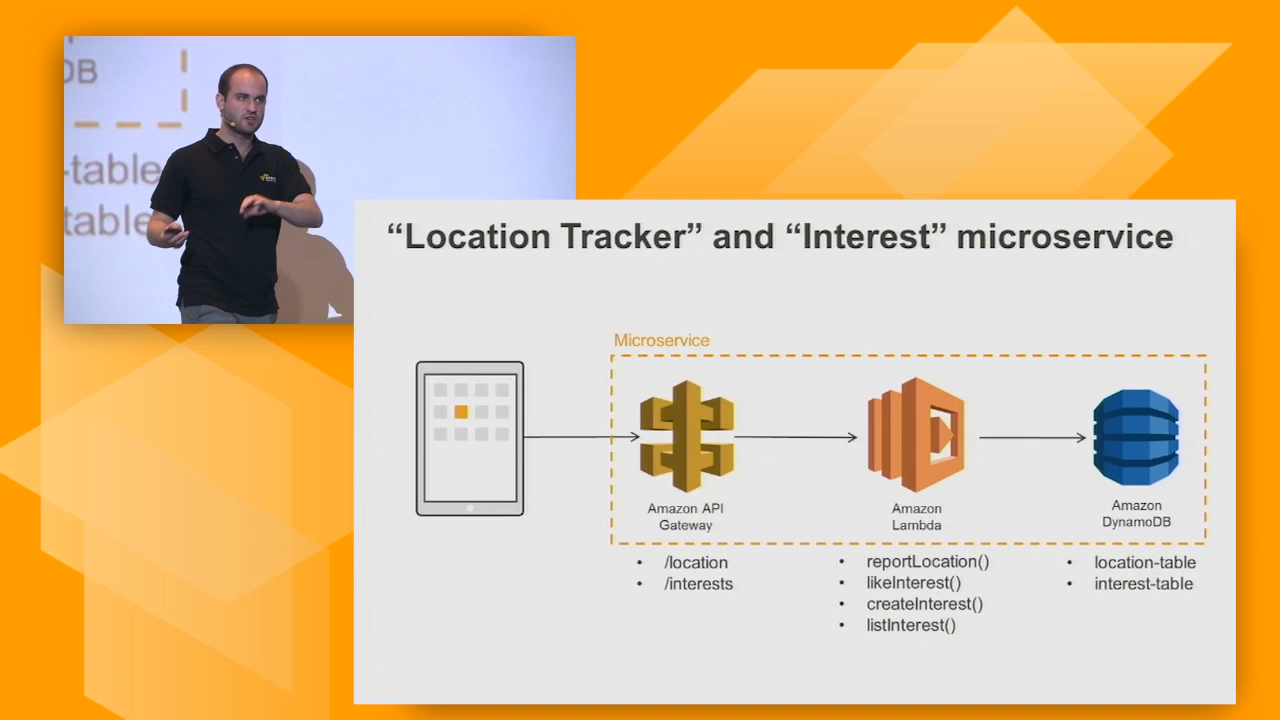 DB
-table
table
“Location Tracker” and “Interest” microservice
Microservice
Amazon API
Gateway
Amazon
Lambda
Amazon
DynamoDB
• /location
• /interests
• reportLocation()
• likeInterest()
• createInterest()
• listInterest()
• location-table
• interest-table